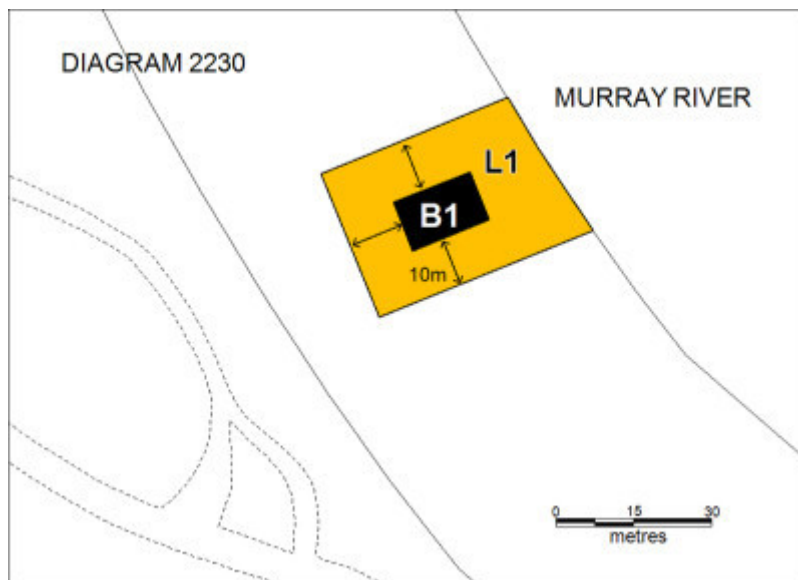 DIAGRAM 2230
MURRAY RIVER
L1
B1
10m
0 15 30
metres